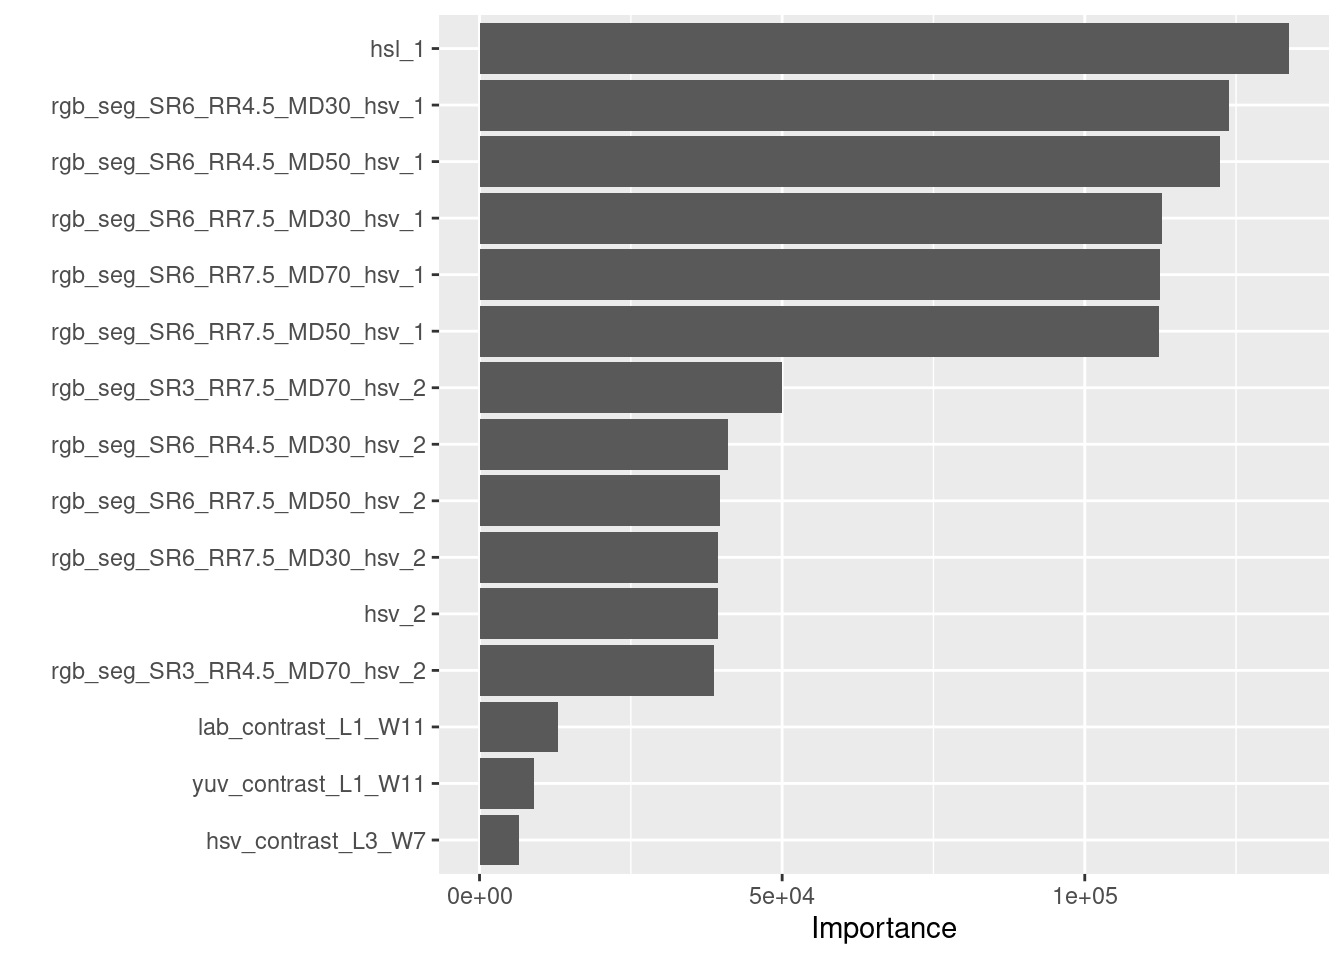 hsl_1
rgb_seg_SR6_RR4.5_MD30_hsv_1
rgb_seg_SR6_RR4.5_MD50_hsv_1
rgb_seg_SR6_RR7.5_MD30_hsv_1
rgb_seg_SR6_RR7.5_MD70_hsv_1
rgb_seg_SR6_RR7.5_MD50_hsv_1
rgb_seg_SR3_RR7.5_MD70_hsv_2
rgb_seg_SR6_RR4.5_MD30_hsv_2
rgb_seg_SR6_RR7.5_MD50_hsv_2
rgb_seg_SR6_RR7.5_MD30_hsv_2
hsv_2
rgb_seg_SR3_RR4.5_MD70_hsv_2
lab_contrast_L1_W11
yuv_contrast_L1_W11
hsv_contrast_L3_W7
0e+00 5e+04 1e+05
Importance